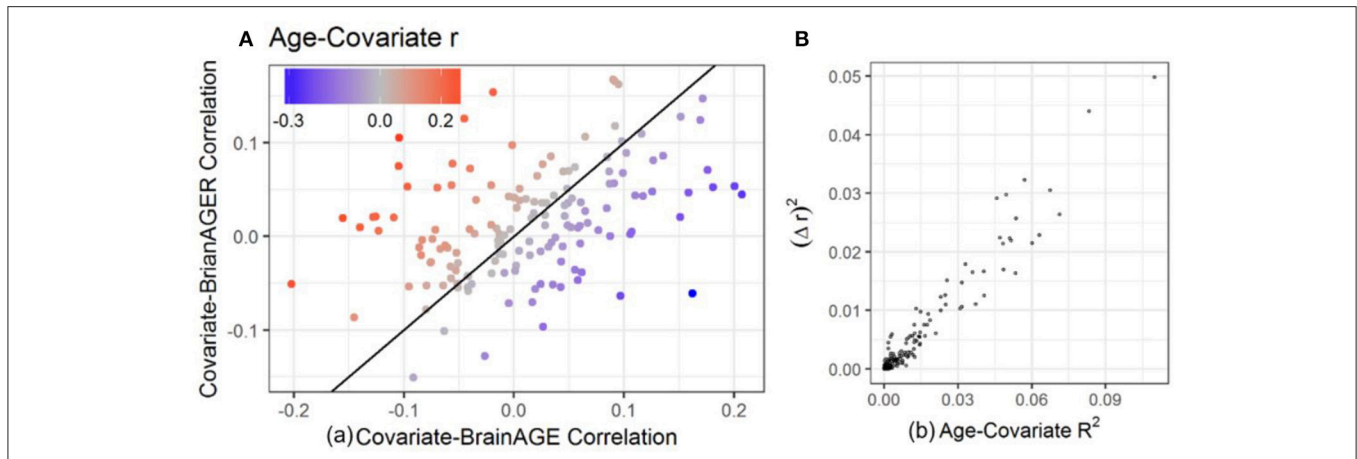 A Age-Covariate r
-0.3 0.0 0.2
Covariate-BrianAGER Correlation
0.1
0.0
-0.1
-0.2 -0.1 0.0 0.1 0.2
(a) Covariate-BrainAGE Correlation
B
(Δ r)²
0.05
0.04
0.03
0.02
0.01
0.00
0.00 0.03 0.06 0.09
(b) Age-Covariate R²